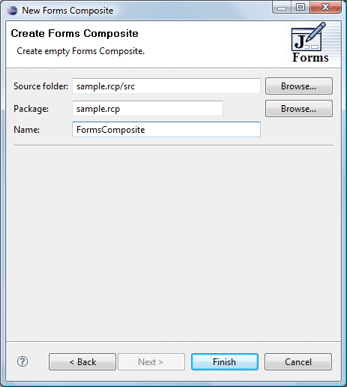 New Forms Composite
Create Forms Composite
Create empty Forms Composite.
J
Forms
Source folder: sample.rcp/src Browse...
Package: sample.rcp Browse...
Name: FormsComposite
? < Back Next > Finish Cancel